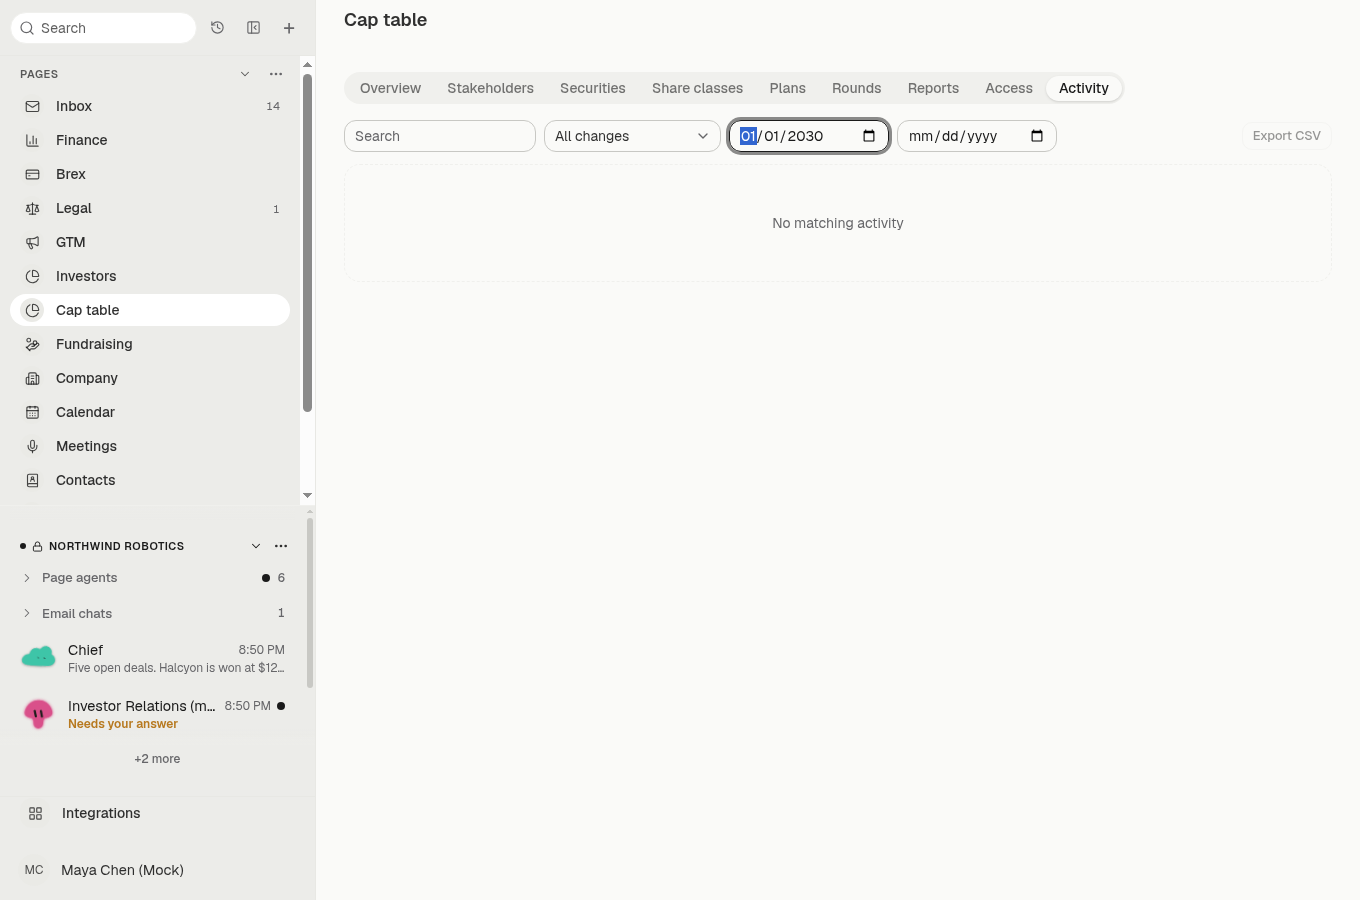 Search
PAGES
Inbox 14
Finance
Brex
Legal 1
GTM
Investors
Cap table
Fundraising
Company
Calendar
Meetings
Contacts
NORTHWIND ROBOTICS
Page agents 6
Email chats 1
Chief 8:50 PM
Five open deals. Halcyon is won at $12...
Investor Relations (m... 8:50 PM
Needs your answer
+2 more
Integrations
MC Maya Chen (Mock)
Cap table
Overview Stakeholders Securities Share classes Plans Rounds Reports Access Activity
Search All changes 01/01/2030 mm/dd/yyyy Export CSV
No matching activity